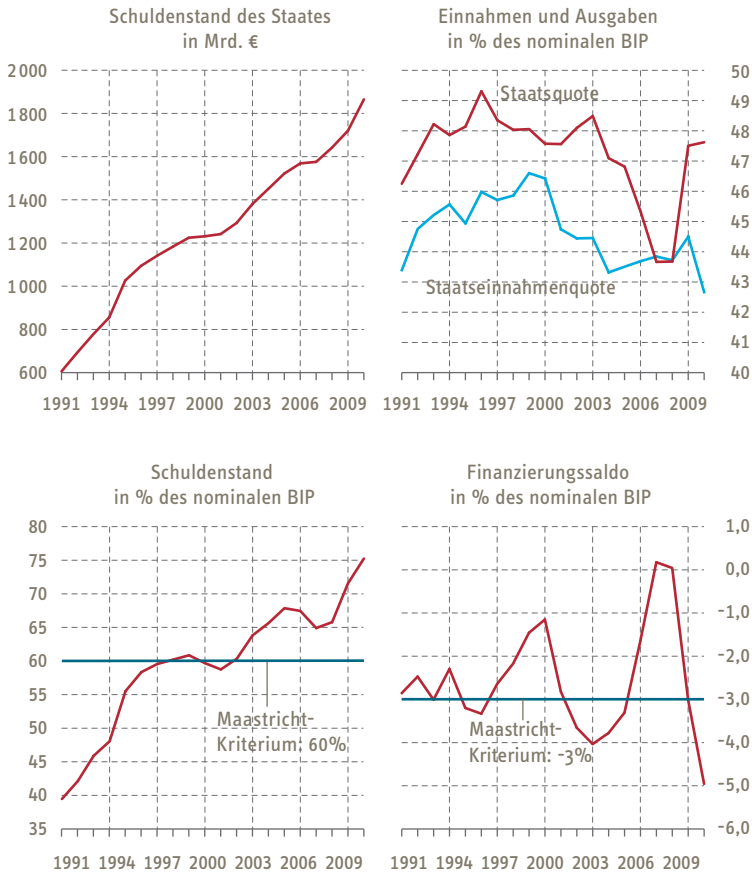 Schuldenstand des Staates
in Mrd. €
2 000
1800
1600
1400
1200
1000
800
600
1991 1994 1997 2000 2003 2006 2009
Einnahmen und Ausgaben
in % des nominalen BIP
Staatsquote
Staatseinnahmenquote
50
49
48
47
46
45
44
43
42
41
40
1991 1994 1997 2000 2003 2006 2009
Schuldenstand
in % des nominalen BIP
80
75
70
65
60
55
50
45
40
35
Maastricht-
Kriterium: 60%
1991 1994 1997 2000 2003 2006 2009
Finanzierungssaldo
in % des nominalen BIP
1,0
0,0
-1,0
-2,0
-3,0
-4,0
-5,0
-6,0
Maastricht-
Kriterium: -3%
1991 1994 1997 2000 2003 2006 2009